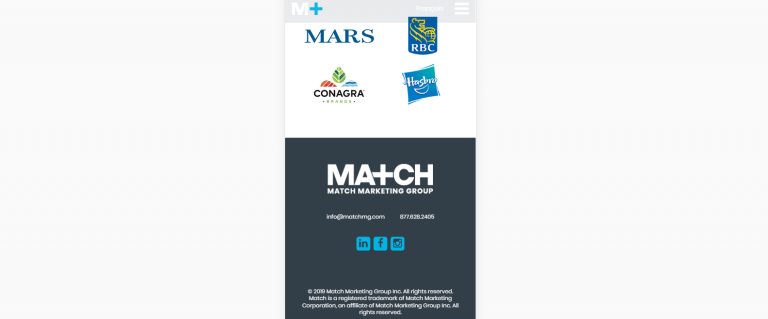 M+ Français
MARS RBC
CONAGRA Hasbro
BRANDS
MA+CH
MATCH MARKETING GROUP
info@matchmg.com 877.628.2405
in f
© 2019 Match Marketing Group Inc. All rights reserved.
Match is a registered trademark of Match Marketing
Corporation, an affiliate of Match Marketing Group Inc. All
rights reserved.